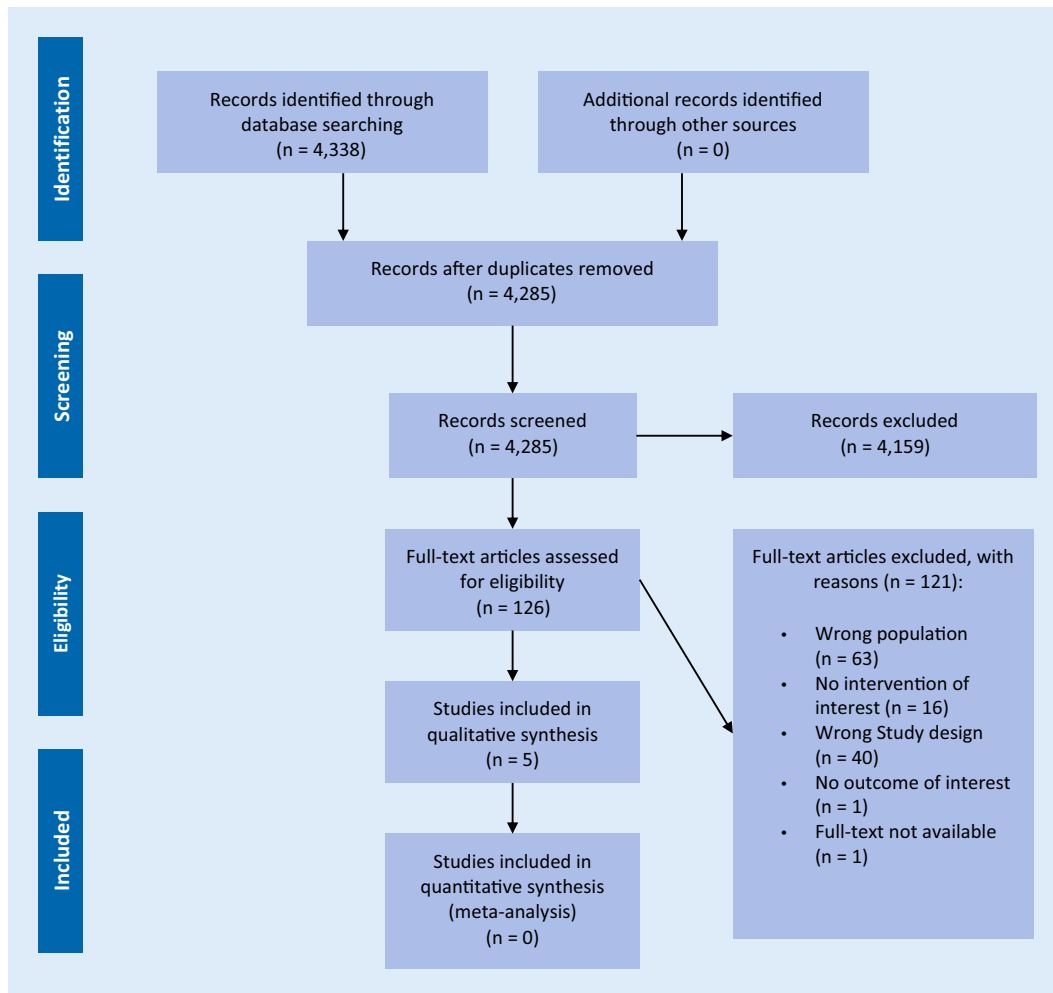 Identification
Records identified through
database searching
(n = 4,338)
Additional records identified
through other sources
(n = 0)
Records after duplicates removed
(n = 4,285)
Screening
Records screened
(n = 4,285)
Records excluded
(n = 4,159)
Eligibility
Full-text articles assessed
for eligibility
(n = 126)
Full-text articles excluded, with
reasons (n = 121):
• Wrong population
(n = 63)
• No intervention of
interest (n = 16)
• Wrong Study design
(n = 40)
• No outcome of interest
(n = 1)
• Full-text not available
(n = 1)
Studies included in
qualitative synthesis
(n = 5)
Included
Studies included in
quantitative synthesis
(meta-analysis)
(n = 0)